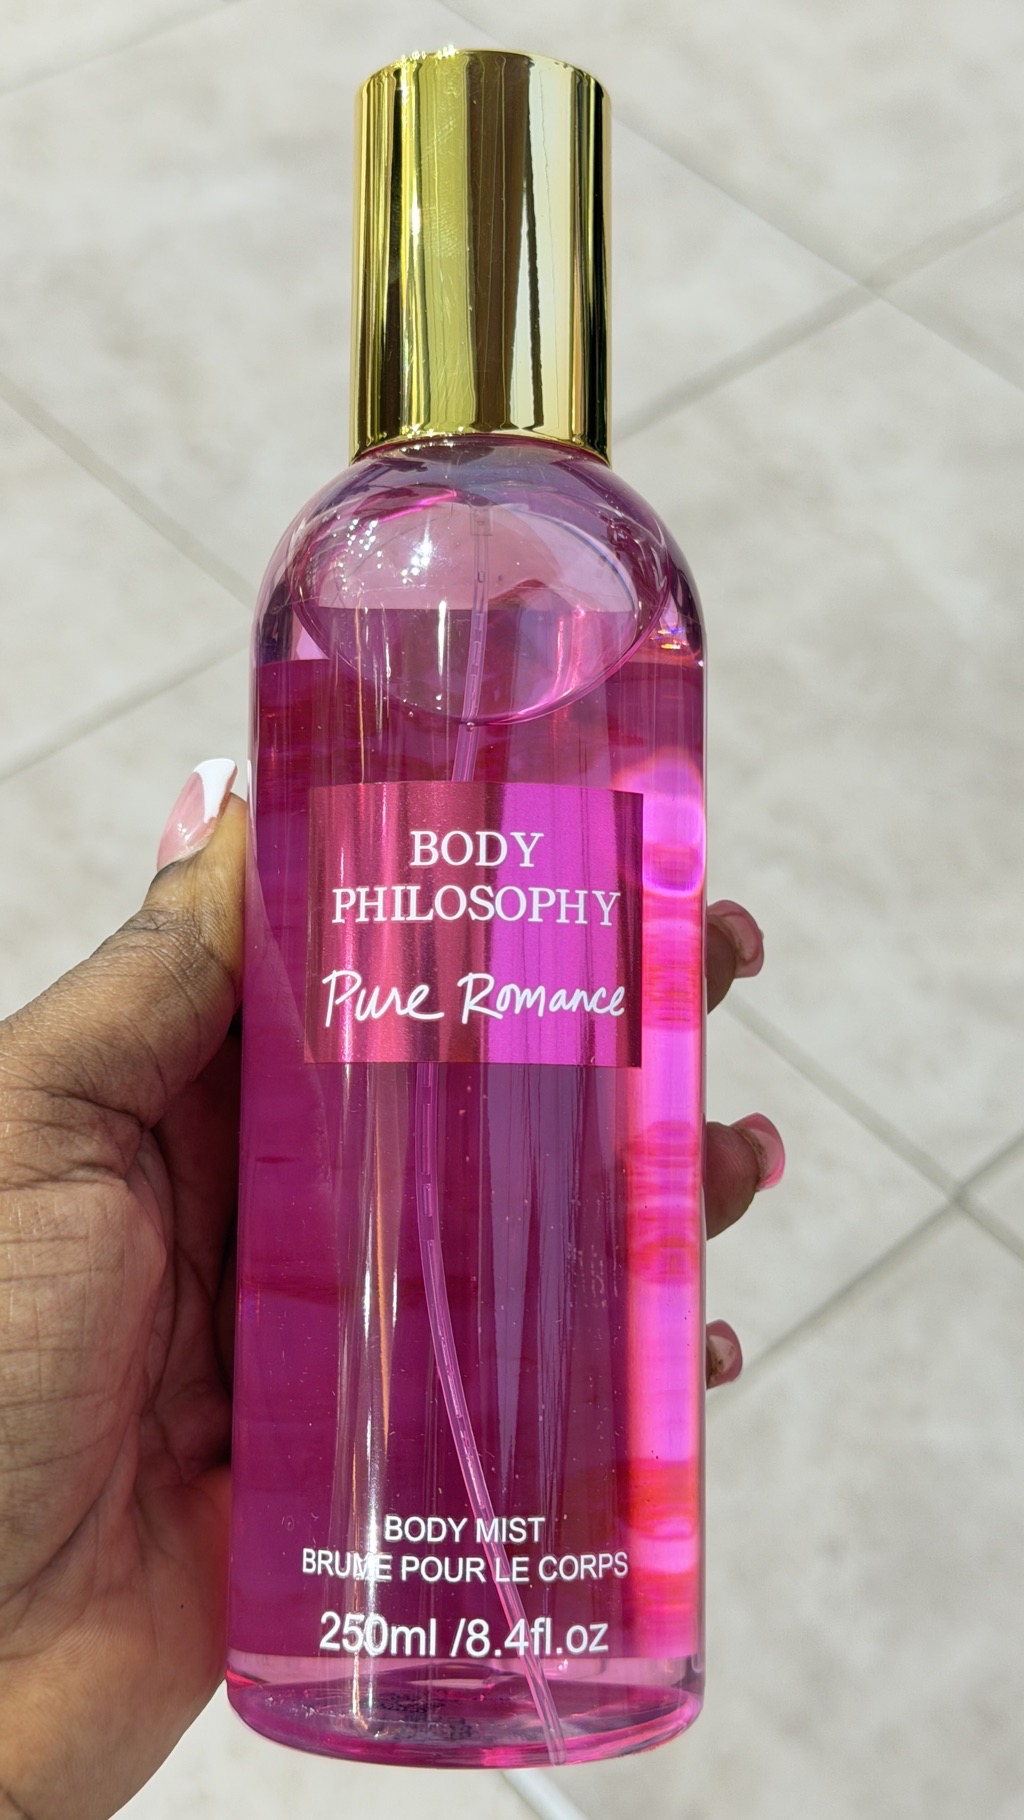 BODY
PHILOSOPHY
Pure Romance
BODY MIST
BRUME POUR LE CORPS
250ml /8.4fl.oz